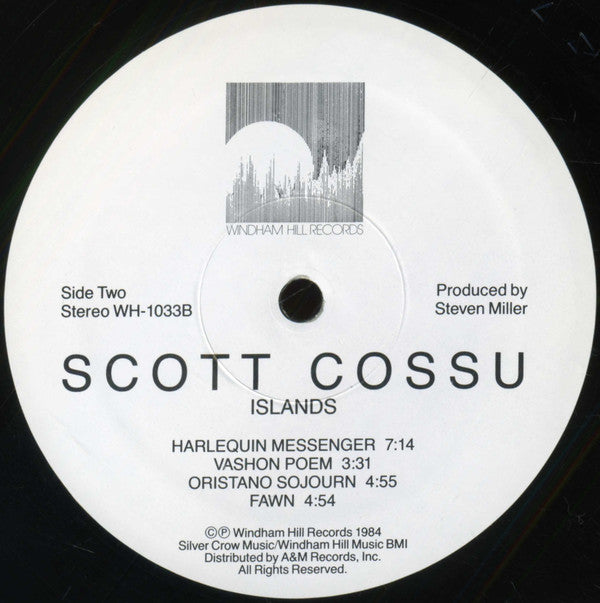 WINDHAM HILL RECORDS
Side Two
Stereo WH-1033B
Produced by
Steven Miller
SCOTT COSSU
ISLANDS
HARLEQUIN MESSENGER 7:14
VASHON POEM 3:31
ORISTANO SOJOURN 4:55
FAWN 4:54
©℗ Windham Hill Records 1984
Silver Crow Music/Windham Hill Music BMI
Distributed by A&M Records, Inc.
All Rights Reserved.